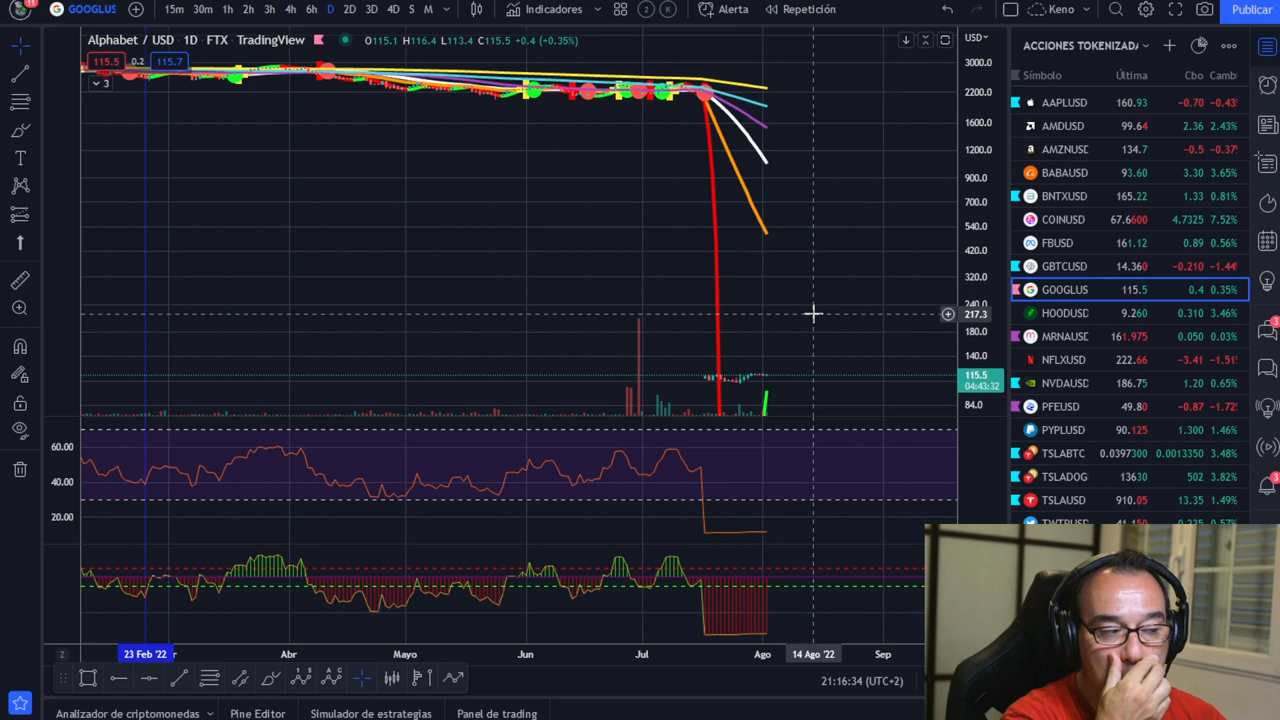 11 GOOGLUS 15m 30m 1h 2h 3h 4h 6h D 2D 3D 4D S M Indicadores 2 K Alerta Repetición Keno Publicar
Alphabet / USD · 1D · FTX · TradingView O115.1 H116.4 L113.4 C115.5 +0.4 (+0.35%)
115.5 0.2 115.7
3
USD
3000.0
2200.0
1600.0
1200.0
900.0
700.0
540.0
420.0
320.0
240.0
217.3
180.0
140.0
115.5
04:43:32
84.0
60.00
40.00
20.00
ACCIONES TOKENIZADA
Símbolo Última Cbo Camb
AAPLUSD 160.93 -0.70 -0.43
AMDUSD 99.64 2.36 2.43%
AMZNUSD 134.7 -0.5 -0.37%
BABAUSD 93.60 3.30 3.65%
BNTXUSD 165.22 1.33 0.81%
COINUSD 67.6600 4.7325 7.52%
FBUSD 161.12 0.89 0.56%
GBTCUSD 14.360 -0.210 -1.44
GOOGLUS 115.5 0.4 0.35%
HOODUSD 9.260 0.310 3.46%
MRNAUSD 161.975 0.050 0.03%
NFLXUSD 222.66 -3.41 -1.51
NVDAUSD 186.75 1.20 0.65%
PFEUSD 49.80 -0.87 -1.72
PYPLUSD 90.125 1.300 1.46%
TSLABTC 0.0397300 0.0013350 3.48%
TSLADOG 13630 502 3.82%
TSLAUSD 910.05 13.35 1.49%
23 Feb '22 Abr Mayo Jun Jul Ago 14 Ago '22 Sep
21:16:34 (UTC+2)
Analizador de criptomonedas Pine Editor Simulador de estrategias Panel de trading